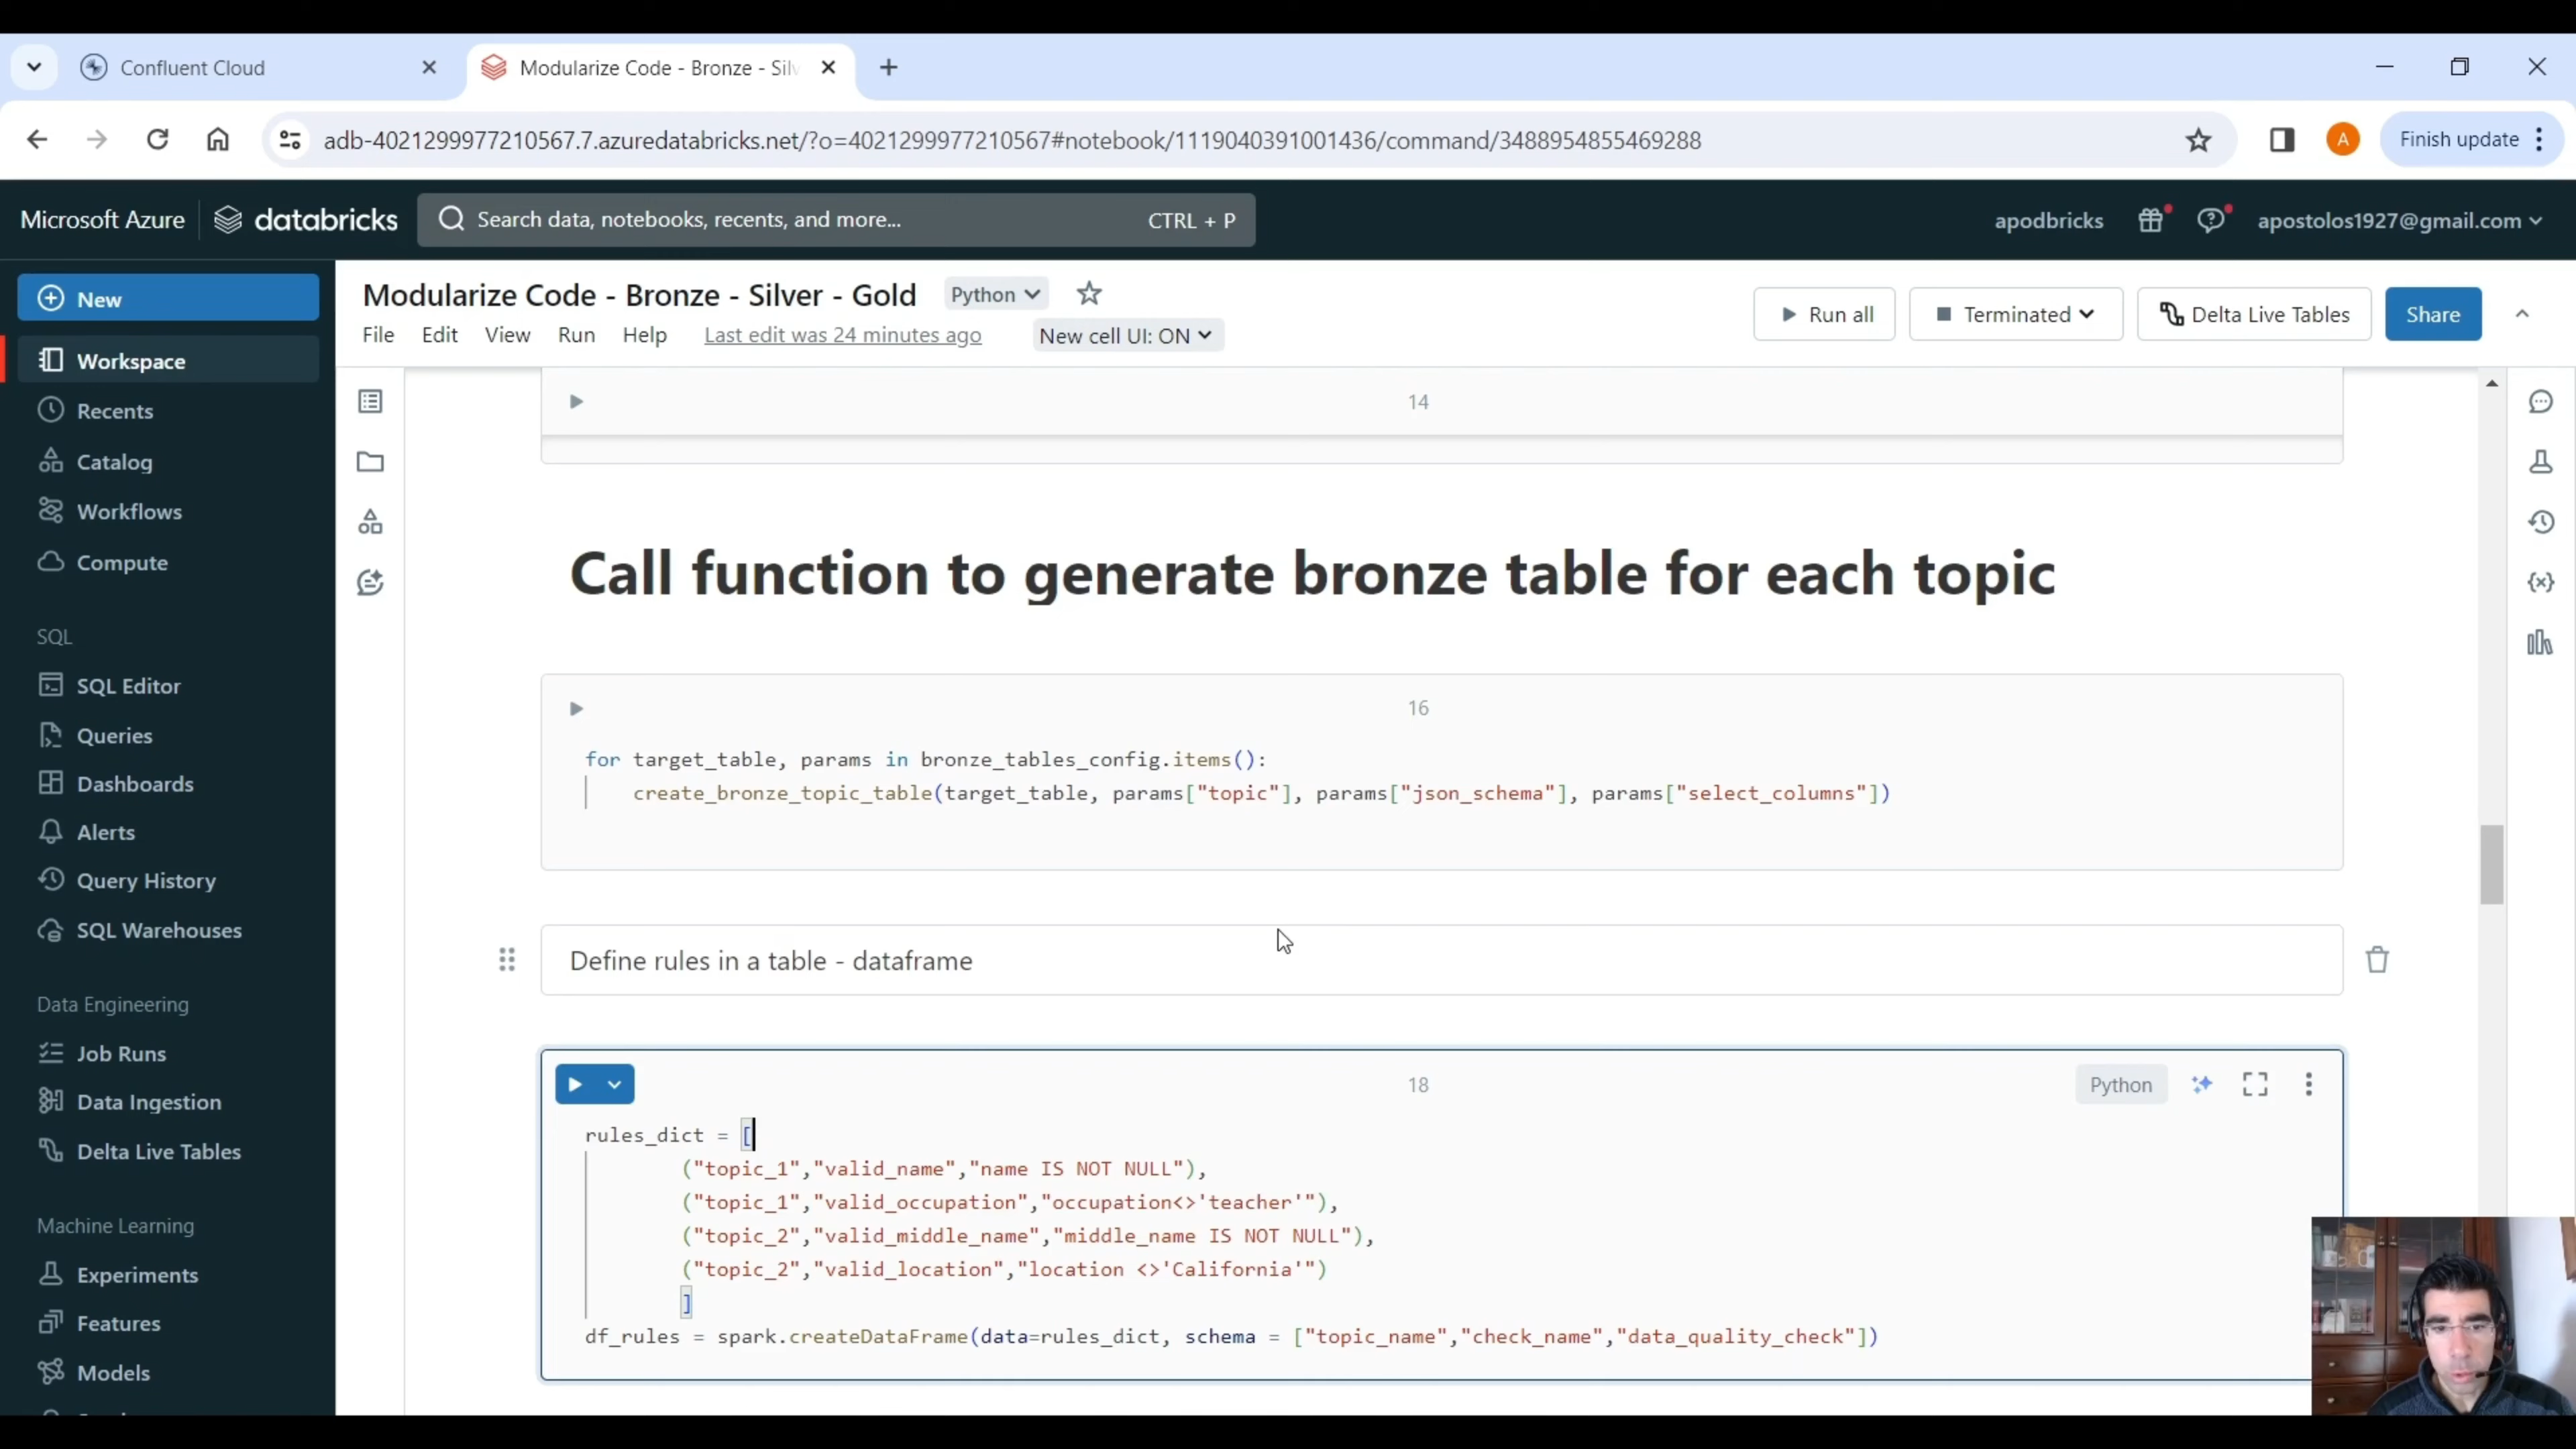 Confluent Cloud
Modularize Code - Bronze - Silv
adb-4021299977210567.7.azuredatabricks.net/?o=4021299977210567#notebook/1119040391001436/command/3488954855469288
A
Finish update
Microsoft Azure
databricks
Search data, notebooks, recents, and more...
CTRL + P
apodbricks
apostolos1927@gmail.com
New
Workspace
Recents
Catalog
Workflows
Compute
SQL
SQL Editor
Queries
Dashboards
Alerts
Query History
SQL Warehouses
Data Engineering
Job Runs
Data Ingestion
Delta Live Tables
Machine Learning
Experiments
Features
Models
Modularize Code - Bronze - Silver - Gold
Python
File Edit View Run Help
Last edit was 24 minutes ago
New cell UI: ON
Run all
Terminated
Delta Live Tables
Share
14
Call function to generate bronze table for each topic
16
for target_table, params in bronze_tables_config.items():
create_bronze_topic_table(target_table, params["topic"], params["json_schema"], params["select_columns"])
Define rules in a table - dataframe
18
Python
rules_dict = [
("topic_1","valid_name","name IS NOT NULL"),
("topic_1","valid_occupation","occupation<>'teacher'"),
("topic_2","valid_middle_name","middle_name IS NOT NULL"),
("topic_2","valid_location","location <>'California'")
]
df_rules = spark.createDataFrame(data=rules_dict, schema = ["topic_name","check_name","data_quality_check"])